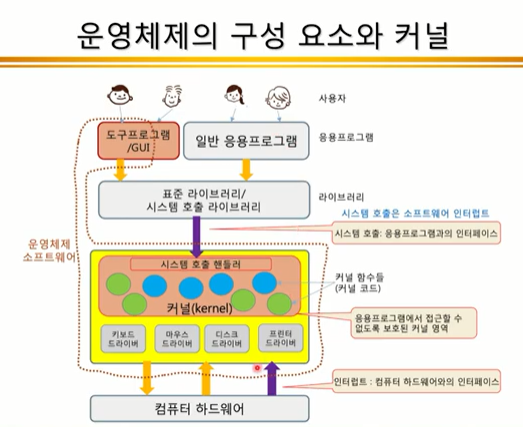 운영체제의 구성 요소와 커널
사용자
도구프로그램
/GUI
일반 응용프로그램
응용프로그램
표준 라이브러리/
시스템 호출 라이브러리
라이브러리
시스템 호출은 소프트웨어 인터럽트
시스템 호출: 응용프로그램과의 인터페이스
운영체제
소프트웨어
시스템 호출 핸들러
커널 함수들
(커널 코드)
커널(kernel)
응용프로그램에서 접근할 수
없도록 보호된 커널 영역
키보드
드라이버
마우스
드라이버
디스크
드라이버
프린터
드라이버
인터럽트 : 컴퓨터 하드웨어와의 인터페이스
컴퓨터 하드웨어